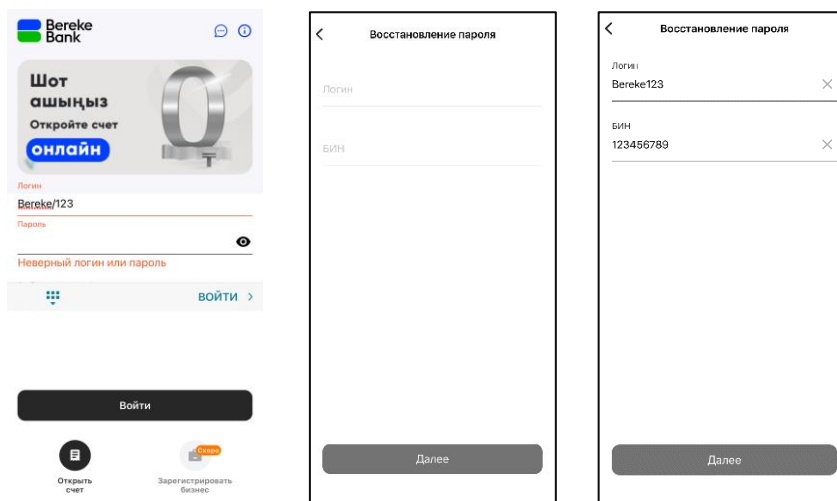 Bereke
Bank
Шот
ашыңыз
Откройте счет
онлайн
0
₸
Логин
Bereke/123
Пароль
Неверный логин или пароль
ВОЙТИ
Войти
Открыть
счет
Скоро
Зарегистрировать
бизнес
Восстановление пароля
Логин
БИН
Далее
Восстановление пароля
Логин
Bereke123
БИН
123456789
Далее